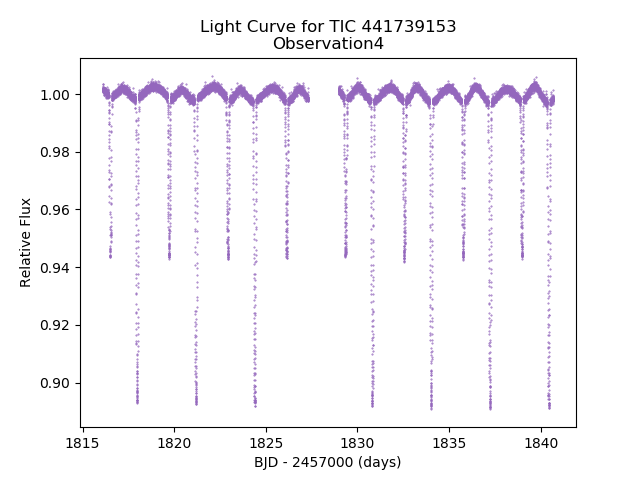 Light Curve for TIC 441739153
Observation4
Relative Flux
1.00
0.98
0.96
0.94
0.92
0.90
1815 1820 1825 1830 1835 1840
BJD - 2457000 (days)